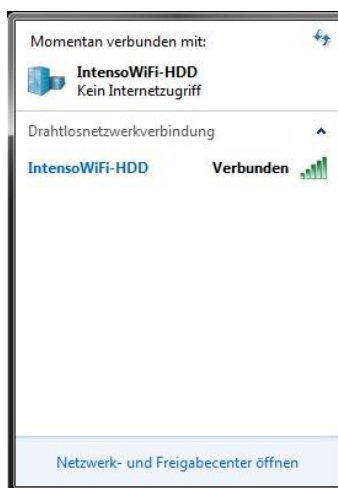 Momentan verbunden mit:
IntensoWiFi-HDD
Kein Internetzugriff
Drahtlosnetzwerkverbindung
IntensoWiFi-HDD Verbunden
Netzwerk- und Freigabecenter öffnen